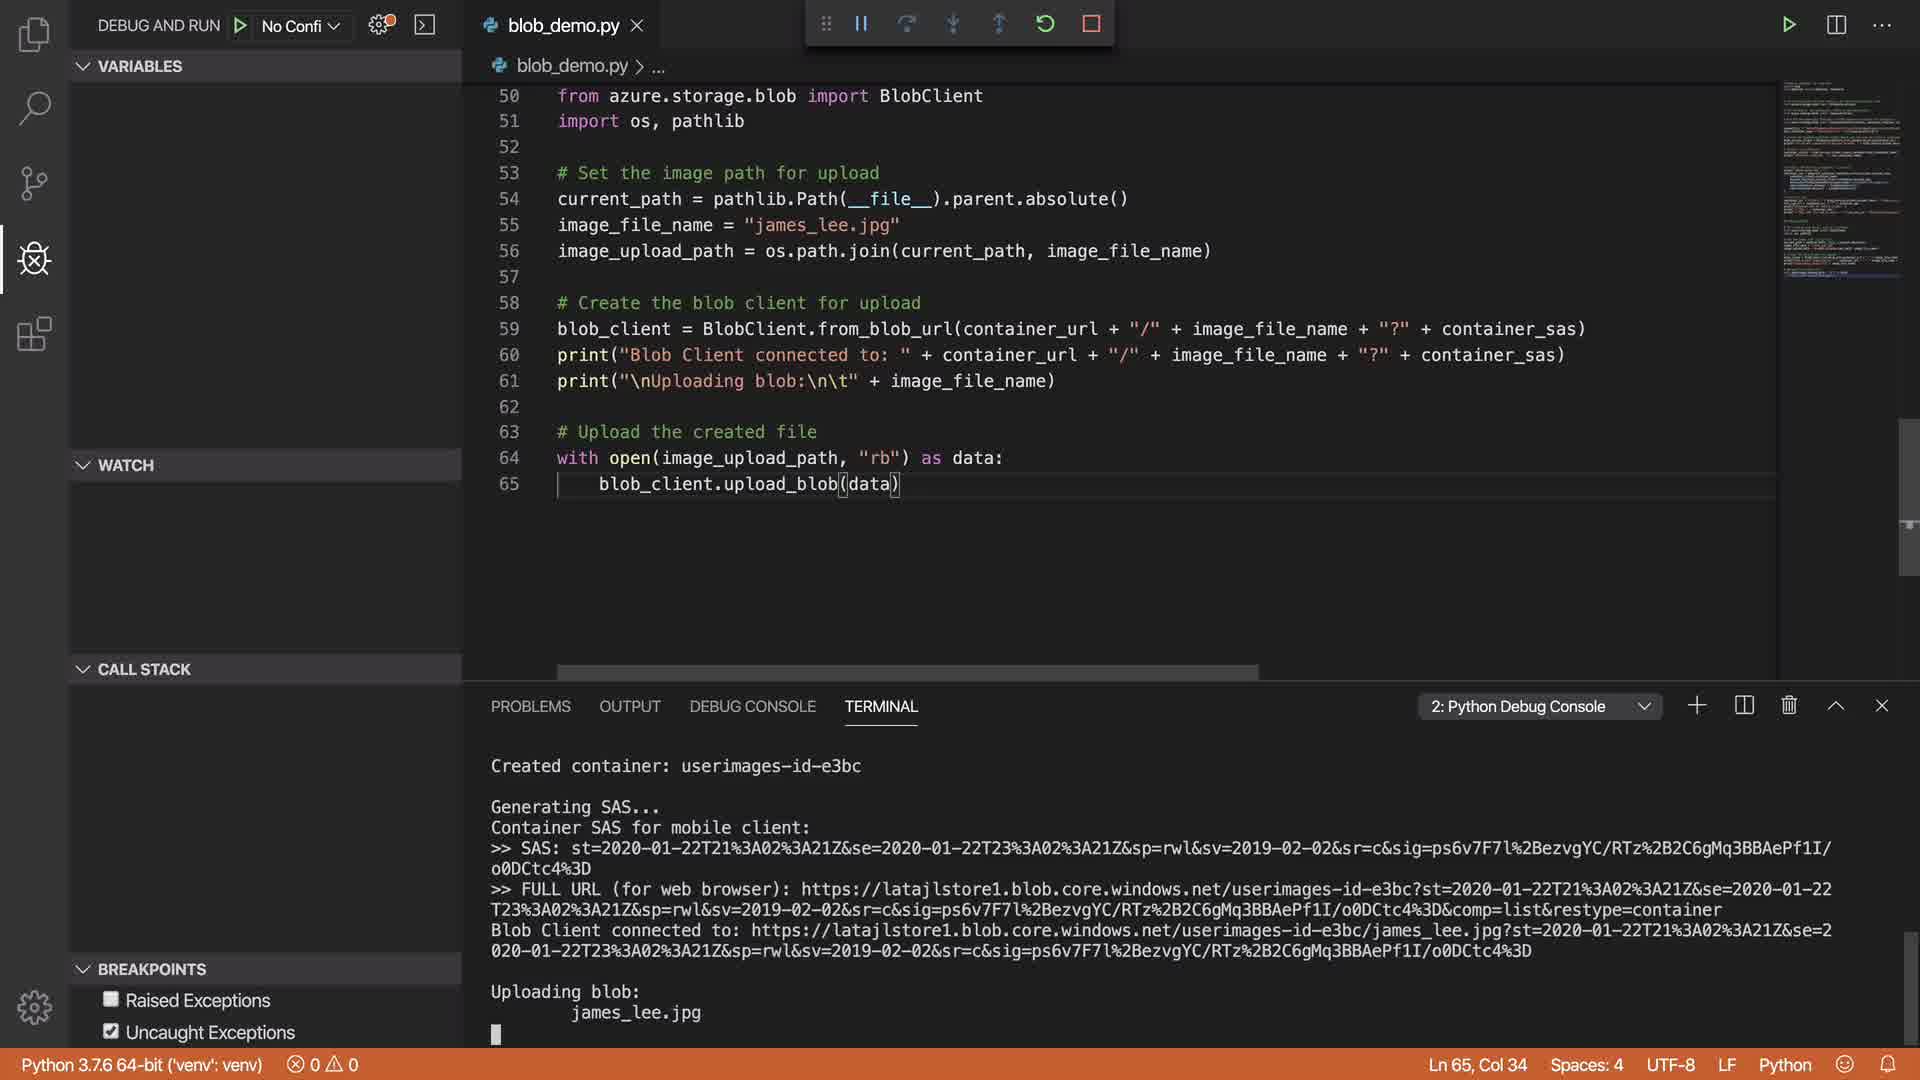 DEBUG AND RUN No Confi
blob_demo.py
VARIABLES
blob_demo.py > ...
50 from azure.storage.blob import BlobClient
51 import os, pathlib
52
53 # Set the image path for upload
54 current_path = pathlib.Path(__file__).parent.absolute()
55 image_file_name = "james_lee.jpg"
56 image_upload_path = os.path.join(current_path, image_file_name)
57
58 # Create the blob client for upload
59 blob_client = BlobClient.from_blob_url(container_url + "/" + image_file_name + "?" + container_sas)
60 print("Blob Client connected to: " + container_url + "/" + image_file_name + "?" + container_sas)
61 print("\nUploading blob:\n\t" + image_file_name)
62
63 # Upload the created file
64 with open(image_upload_path, "rb") as data:
65 blob_client.upload_blob(data)
WATCH
CALL STACK
BREAKPOINTS
Raised Exceptions
Uncaught Exceptions
PROBLEMS OUTPUT DEBUG CONSOLE TERMINAL 2: Python Debug Console
Created container: userimages-id-e3bc
Generating SAS...
Container SAS for mobile client:
>> SAS: st=2020-01-22T21%3A02%3A21Z&se=2020-01-22T23%3A02%3A21Z&sp=rwl&sv=2019-02-02&sr=c&sig=ps6v7F7l%2BezvgYC/RTz%2B2C6gMq3BBAePf1I/
o0DCtc4%3D
>> FULL URL (for web browser): https://latajlstore1.blob.core.windows.net/userimages-id-e3bc?st=2020-01-22T21%3A02%3A21Z&se=2020-01-22
T23%3A02%3A21Z&sp=rwl&sv=2019-02-02&sr=c&sig=ps6v7F7l%2BezvgYC/RTz%2B2C6gMq3BBAePf1I/o0DCtc4%3D&comp=list&restype=container
Blob Client connected to: https://latajlstore1.blob.core.windows.net/userimages-id-e3bc/james_lee.jpg?st=2020-01-22T21%3A02%3A21Z&se=2
020-01-22T23%3A02%3A21Z&sp=rwl&sv=2019-02-02&sr=c&sig=ps6v7F7l%2BezvgYC/RTz%2B2C6gMq3BBAePf1I/o0DCtc4%3D
Uploading blob:
james_lee.jpg
Python 3.7.6 64-bit ('venv': venv) 0 0 Ln 65, Col 34 Spaces: 4 UTF-8 LF Python